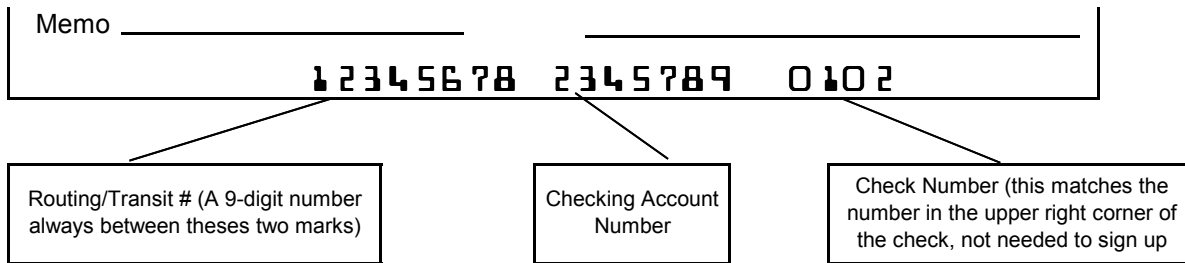 Memo
12345678 2345789 0102
Routing/Transit # (A 9-digit number
always between theses two marks)
Checking Account
Number
Check Number (this matches the
number in the upper right corner of
the check, not needed to sign up